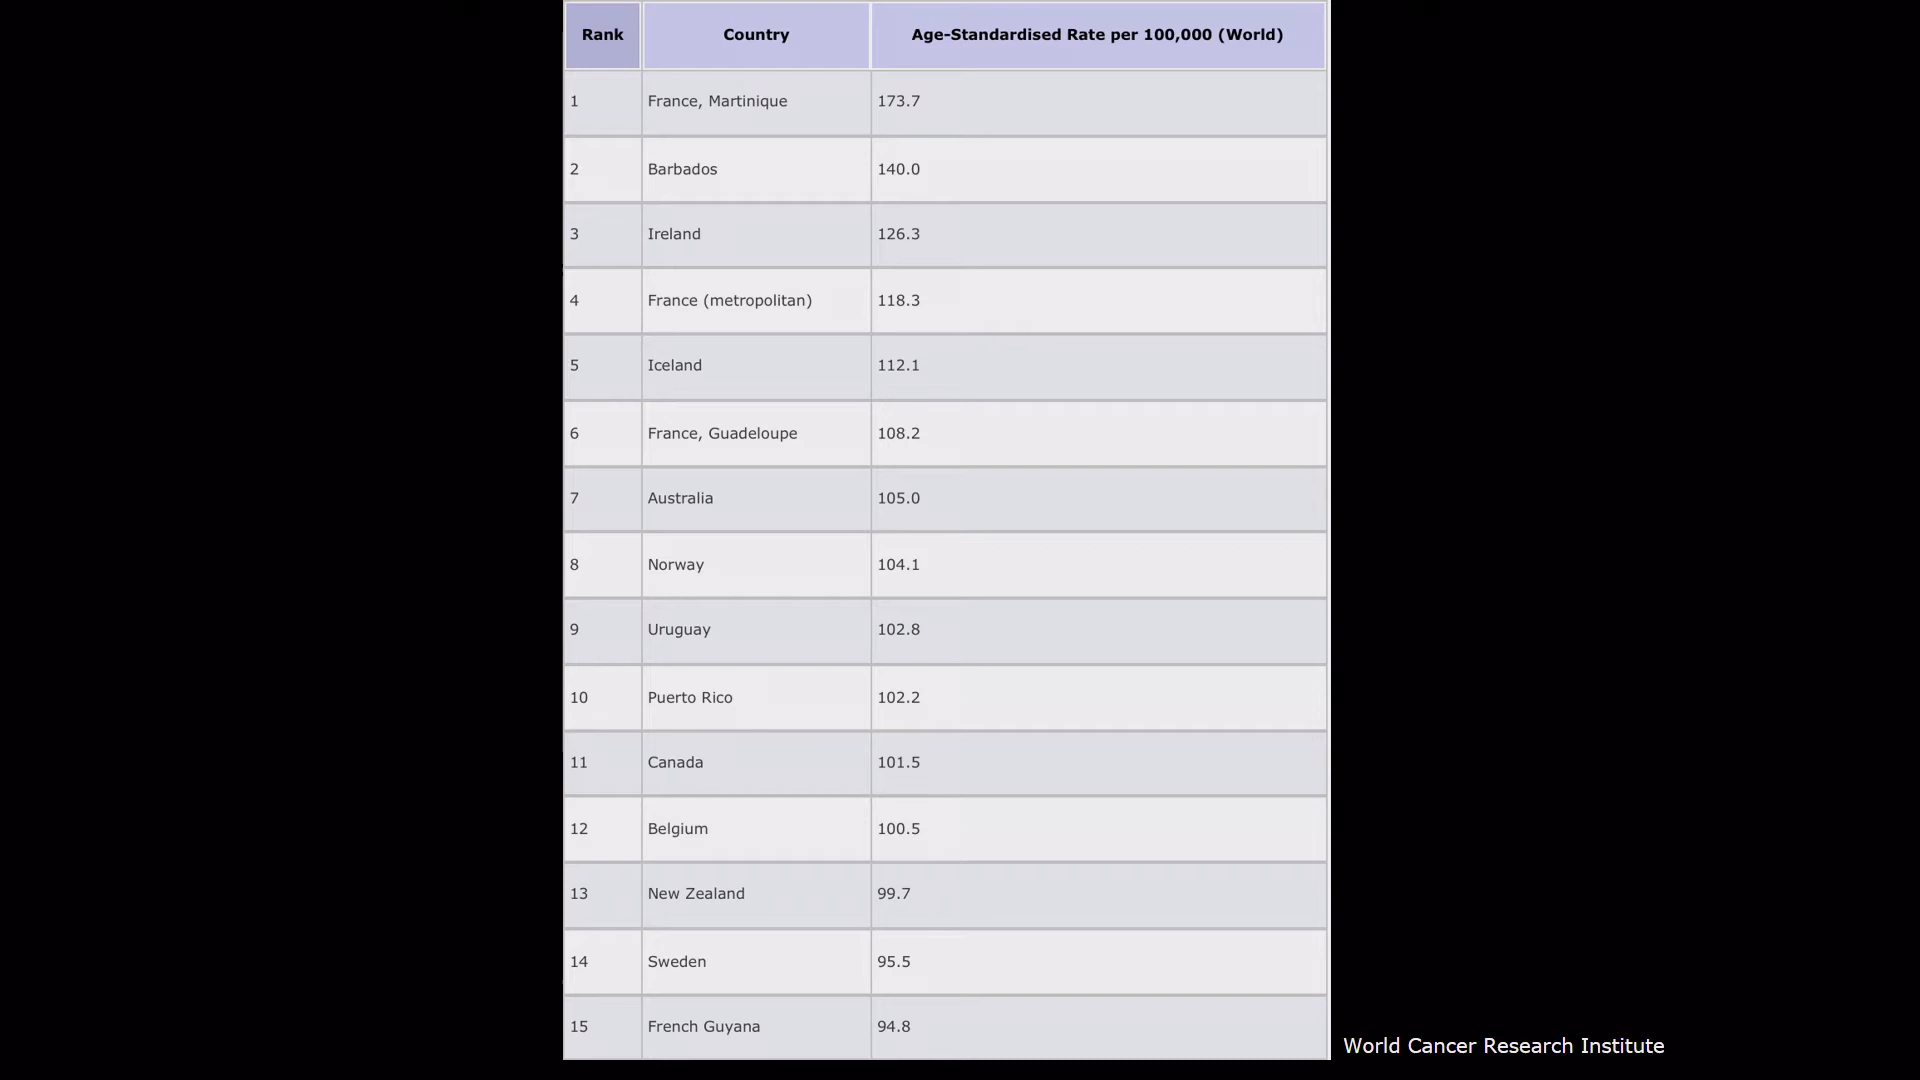 Rank Country Age-Standardised Rate per 100,000 (World)
1 France, Martinique 173.7
2 Barbados 140.0
3 Ireland 126.3
4 France (metropolitan) 118.3
5 Iceland 112.1
6 France, Guadeloupe 108.2
7 Australia 105.0
8 Norway 104.1
9 Uruguay 102.8
10 Puerto Rico 102.2
11 Canada 101.5
12 Belgium 100.5
13 New Zealand 99.7
14 Sweden 95.5
15 French Guyana 94.8
World Cancer Research Institute